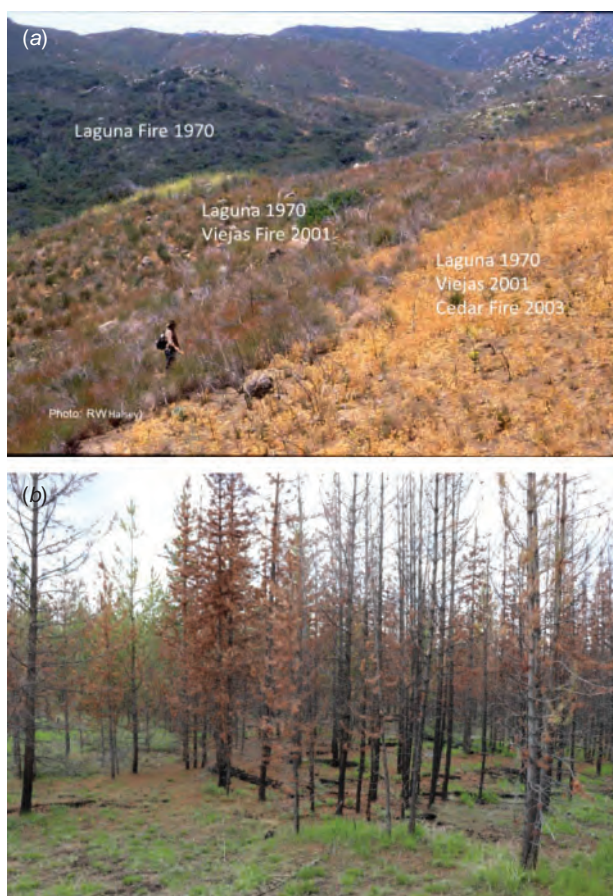 (a)
Laguna Fire 1970
Laguna 1970
Viejas Fire 2001
Laguna 1970
Viejas 2001
Cedar Fire 2003
Photo: RW Halsey)
(b)